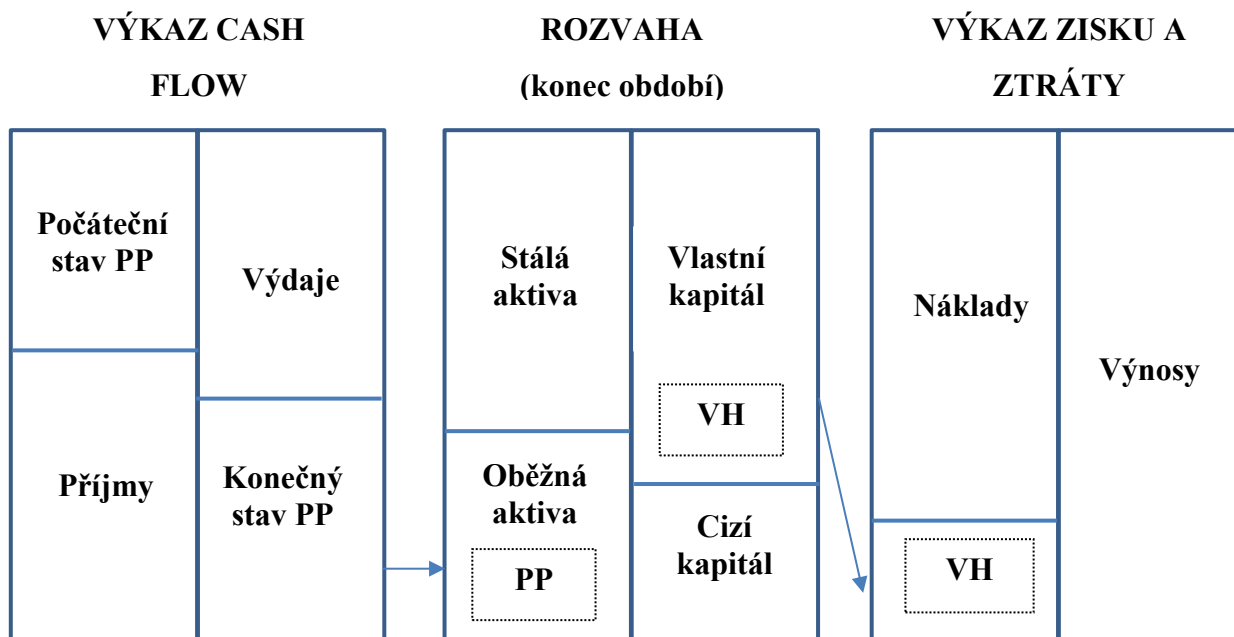 VÝKAZ CASH
FLOW
Počáteční
stav PP
Výdaje
Příjmy
Konečný
stav PP
ROZVAHA
(konec období)
Stálá
aktiva
Vlastní
kapitál
VH
Oběžná
aktiva
PP
Cizí
kapitál
VÝKAZ ZISKU A
ZTRÁTY
Náklady
Výnosy
VH